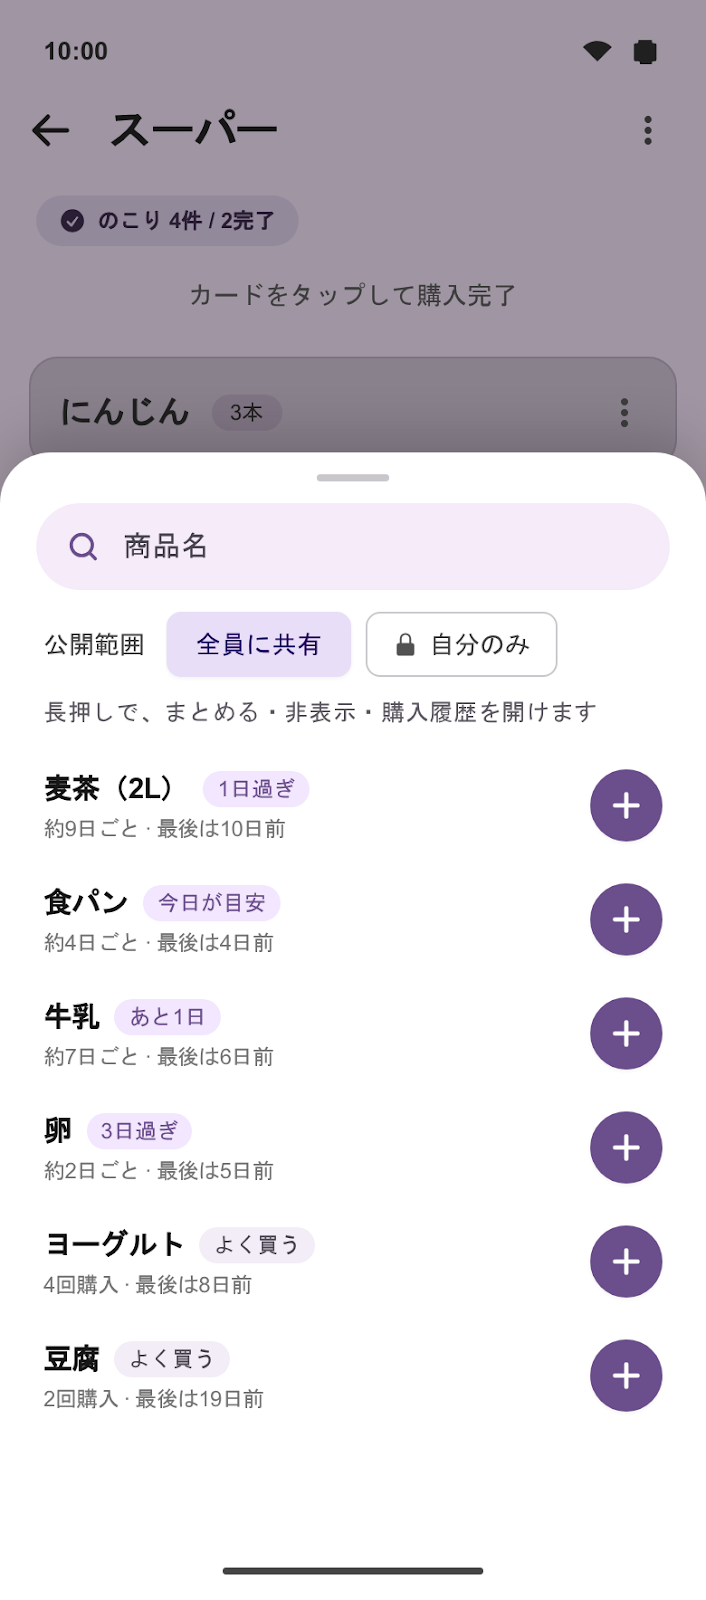 10:00
スーパー
のこり 4件 / 2完了
カードをタップして購入完了
にんじん 3本
商品名
公開範囲 全員に共有 自分のみ
長押しで、まとめる・非表示・購入履歴を開けます
麦茶（2L） 1日過ぎ
約9日ごと · 最後は10日前
食パン 今日が目安
約4日ごと · 最後は4日前
牛乳 あと1日
約7日ごと · 最後は6日前
卵 3日過ぎ
約2日ごと · 最後は5日前
ヨーグルト よく買う
4回購入 · 最後は8日前
豆腐 よく買う
2回購入 · 最後は19日前